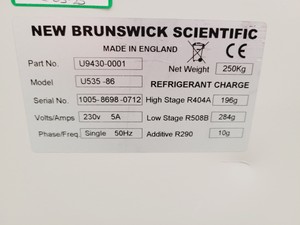 NEW BRUNSWICK SCIENTIFIC
MADE IN ENGLAND
CE
Part No. U9430-0001
Net Weight 250Kg
Model U535 -86
REFRIGERANT CHARGE
Serial No. 1005-8698-0712
High Stage R404A 196g
Volts/Amps 230v 5A
Low Stage R508B 284g
Phase/Freq. Single 50Hz
Additive R290 10g